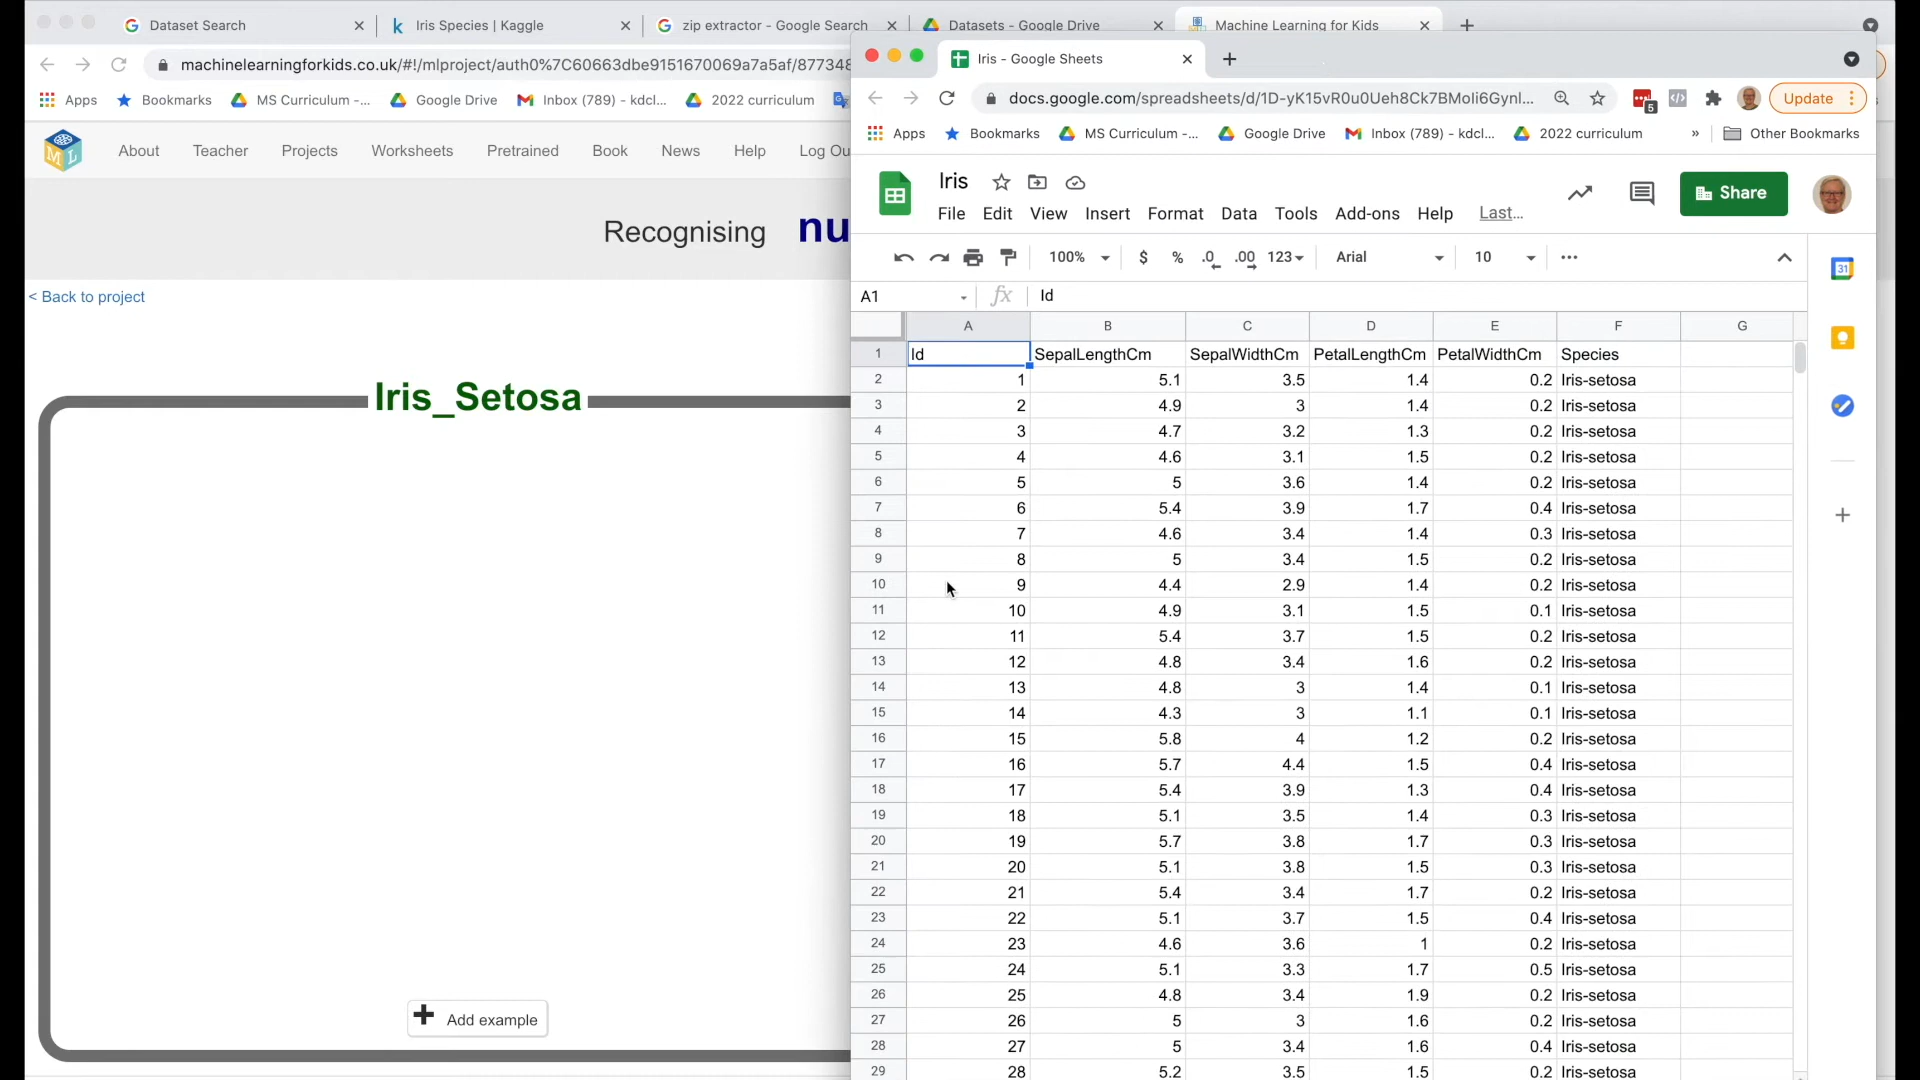 Dataset Search
Iris Species | Kaggle
zip extractor - Google Search
Datasets - Google Drive
Machine Learning for Kids
machinelearningforkids.co.uk/#!/mlproject/auth0%7C60663dbe9151670069a7a5af/877348
Apps
Bookmarks
MS Curriculum -...
Google Drive
Inbox (789) - kdcl...
2022 curriculum
ML
About
Teacher
Projects
Worksheets
Pretrained
Book
News
Help
Log Ou
Recognising nu
< Back to project
Iris_Setosa
Add example
Iris - Google Sheets
docs.google.com/spreadsheets/d/1D-yK15vR0u0Ueh8Ck7BMoIi6Gynl...
5
Update
Apps
Bookmarks
MS Curriculum -...
Google Drive
Inbox (789) - kdcl...
2022 curriculum
»
Other Bookmarks
Iris
File Edit View Insert Format Data Tools Add-ons Help Last...
Share
100% $ % .0 .00 123 Arial 10
31
A1 fx Id
A B C D E F G
1 Id SepalLengthCm SepalWidthCm PetalLengthCm PetalWidthCm Species
2 1 5.1 3.5 1.4 0.2 Iris-setosa
3 2 4.9 3 1.4 0.2 Iris-setosa
4 3 4.7 3.2 1.3 0.2 Iris-setosa
5 4 4.6 3.1 1.5 0.2 Iris-setosa
6 5 5 3.6 1.4 0.2 Iris-setosa
7 6 5.4 3.9 1.7 0.4 Iris-setosa
8 7 4.6 3.4 1.4 0.3 Iris-setosa
9 8 5 3.4 1.5 0.2 Iris-setosa
10 9 4.4 2.9 1.4 0.2 Iris-setosa
11 10 4.9 3.1 1.5 0.1 Iris-setosa
12 11 5.4 3.7 1.5 0.2 Iris-setosa
13 12 4.8 3.4 1.6 0.2 Iris-setosa
14 13 4.8 3 1.4 0.1 Iris-setosa
15 14 4.3 3 1.1 0.1 Iris-setosa
16 15 5.8 4 1.2 0.2 Iris-setosa
17 16 5.7 4.4 1.5 0.4 Iris-setosa
18 17 5.4 3.9 1.3 0.4 Iris-setosa
19 18 5.1 3.5 1.4 0.3 Iris-setosa
20 19 5.7 3.8 1.7 0.3 Iris-setosa
21 20 5.1 3.8 1.5 0.3 Iris-setosa
22 21 5.4 3.4 1.7 0.2 Iris-setosa
23 22 5.1 3.7 1.5 0.4 Iris-setosa
24 23 4.6 3.6 1 0.2 Iris-setosa
25 24 5.1 3.3 1.7 0.5 Iris-setosa
26 25 4.8 3.4 1.9 0.2 Iris-setosa
27 26 5 3 1.6 0.2 Iris-setosa
28 27 5 3.4 1.6 0.4 Iris-setosa
29 28 5.2 3.5 1.5 0.2 Iris-setosa